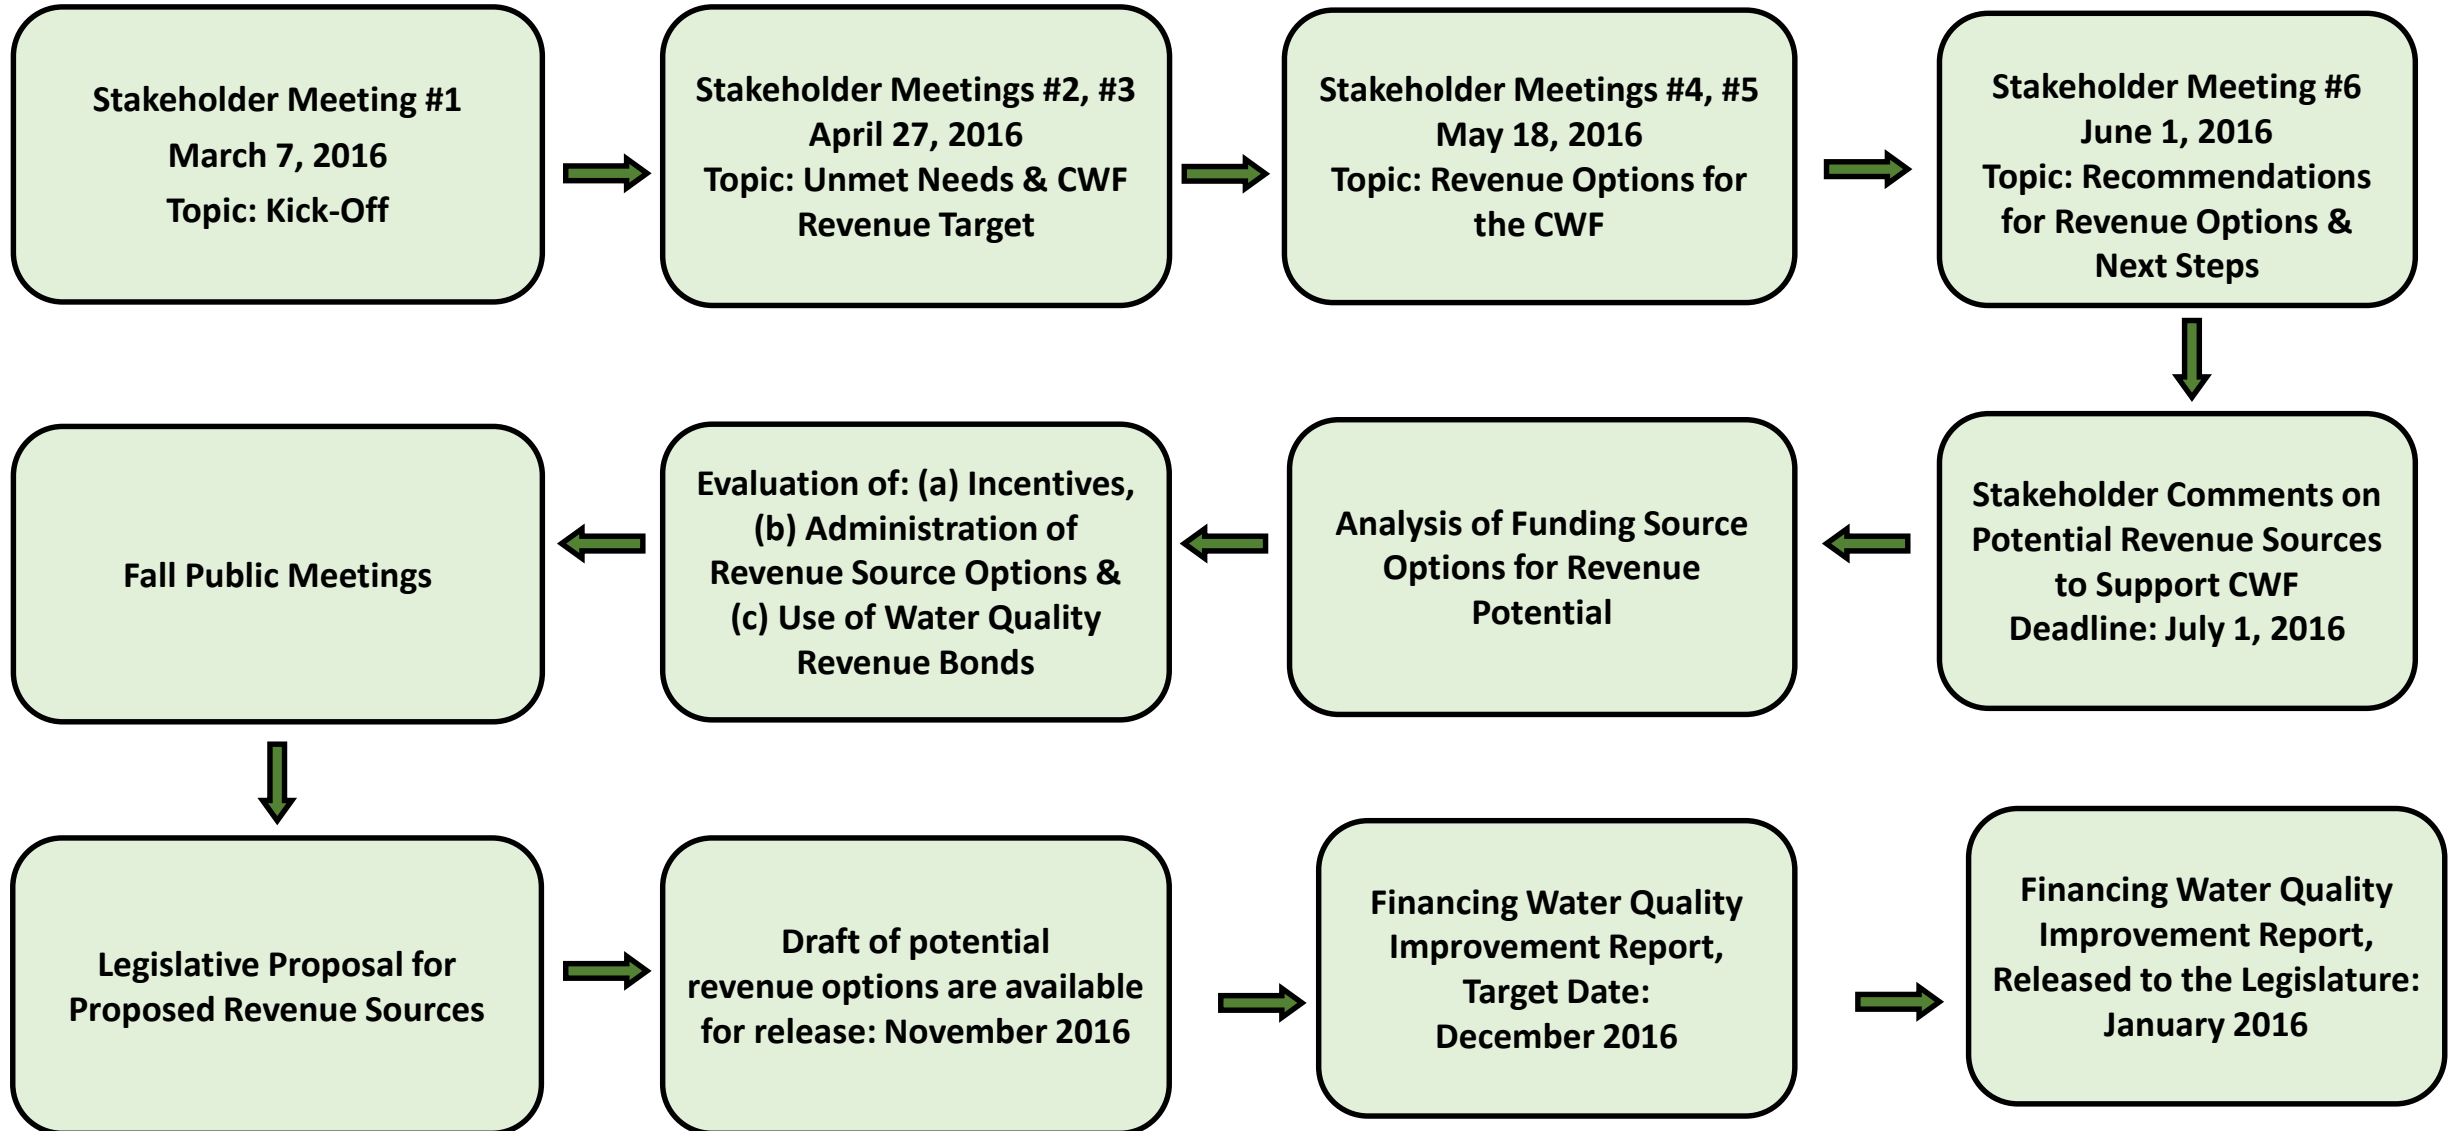 Stakeholder Meeting #1
March 7, 2016
Topic: Kick-Off
Stakeholder Meetings #2, #3
April 27, 2016
Topic: Unmet Needs & CWF
Revenue Target
Stakeholder Meetings #4, #5
May 18, 2016
Topic: Revenue Options for
the CWF
Stakeholder Meeting #6
June 1, 2016
Topic: Recommendations
for Revenue Options &
Next Steps
Stakeholder Comments on
Potential Revenue Sources
to Support CWF
Deadline: July 1, 2016
Analysis of Funding Source
Options for Revenue
Potential
Evaluation of: (a) Incentives,
(b) Administration of
Revenue Source Options &
(c) Use of Water Quality
Revenue Bonds
Fall Public Meetings
Legislative Proposal for
Proposed Revenue Sources
Draft of potential
revenue options are available
for release: November 2016
Financing Water Quality
Improvement Report,
Target Date:
December 2016
Financing Water Quality
Improvement Report,
Released to the Legislature:
January 2016